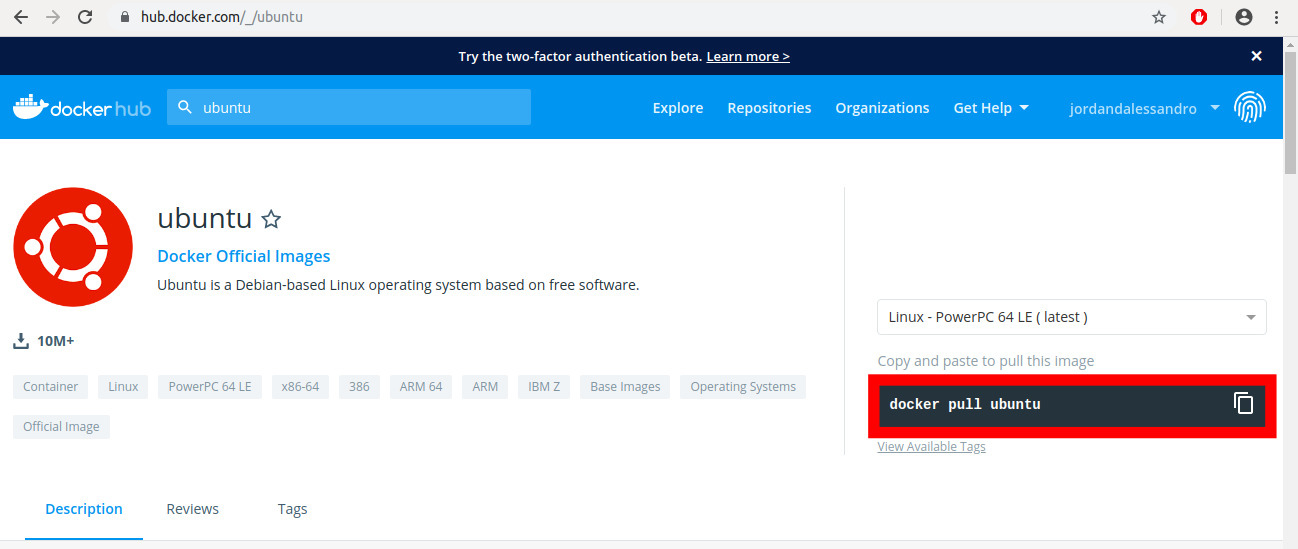 hub.docker.com/_/ubuntu
Try the two-factor authentication beta. Learn more >
docker hub
ubuntu
Explore Repositories Organizations Get Help jordandalessandro
ubuntu
Docker Official Images
Ubuntu is a Debian-based Linux operating system based on free software.
10M+
Container Linux PowerPC 64 LE x86-64 386 ARM 64 ARM IBM Z Base Images Operating Systems
Official Image
Linux - PowerPC 64 LE ( latest )
Copy and paste to pull this image
docker pull ubuntu
View Available Tags
Description Reviews Tags